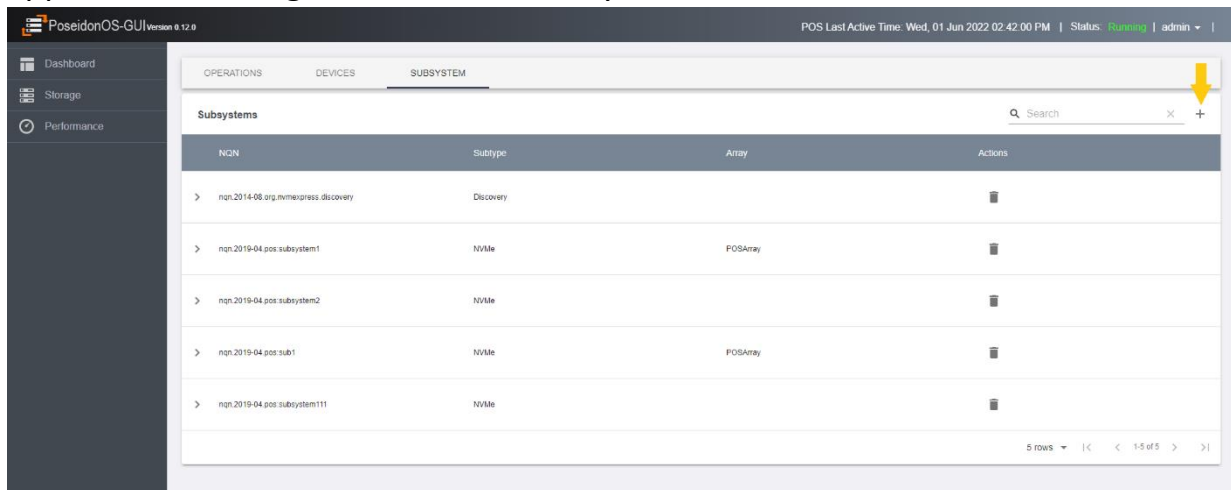 PoseidonOS-GUI Version 0.12.0
POS Last Active Time: Wed, 01 Jun 2022 02:42:00 PM | Status: Running | admin |
Dashboard
Storage
Performance
OPERATIONS DEVICES SUBSYSTEM
Subsystems
Search
NQN Subtype Array Actions
nqn.2014-08.org.nvmexpress.discovery Discovery
nqn.2019-04.pos:subsystem1 NVMe POSArray
nqn.2019-04.pos:subsystem2 NVMe
nqn.2019-04.pos:sub1 NVMe POSArray
nqn.2019-04.pos:subsystem111 NVMe
5 rows 1-5 of 5